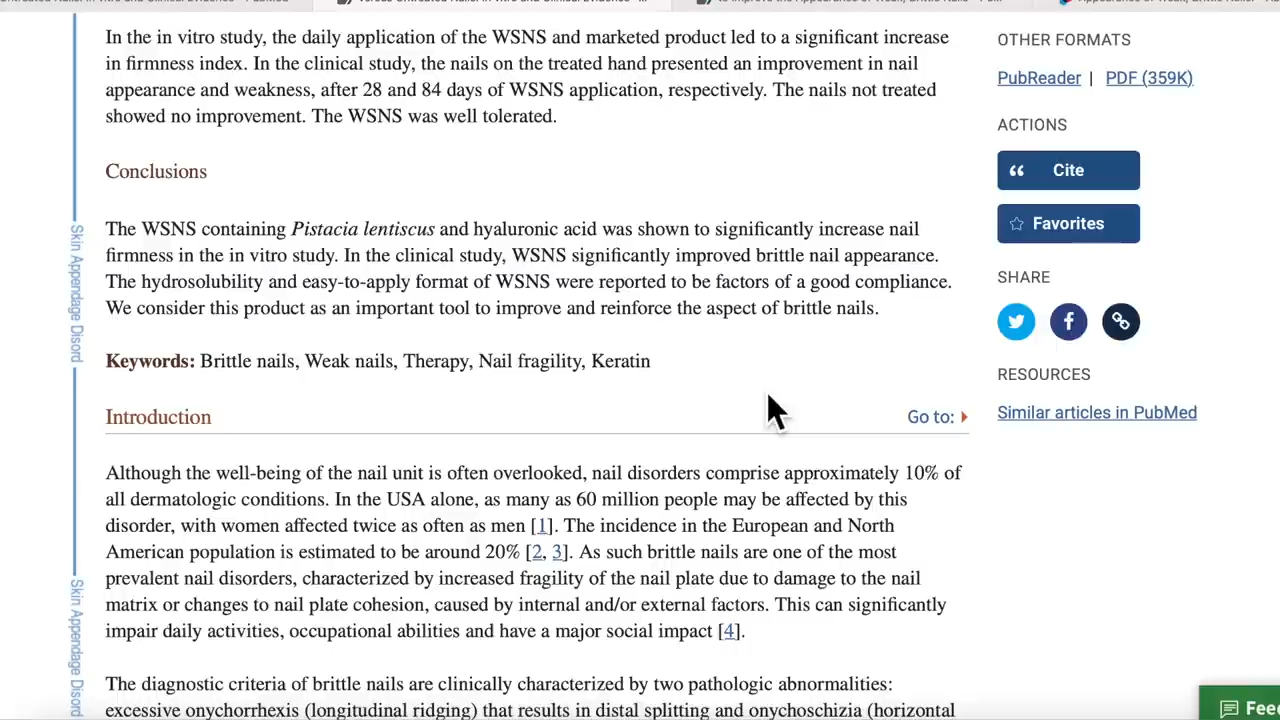 In the in vitro study, the daily application of the WSNS and marketed product led to a significant increase
in firmness index. In the clinical study, the nails on the treated hand presented an improvement in nail
appearance and weakness, after 28 and 84 days of WSNS application, respectively. The nails not treated
showed no improvement. The WSNS was well tolerated.
Conclusions
The WSNS containing Pistacia lentiscus and hyaluronic acid was shown to significantly increase nail
firmness in the in vitro study. In the clinical study, WSNS significantly improved brittle nail appearance.
The hydrosolubility and easy-to-apply format of WSNS were reported to be factors of a good compliance.
We consider this product as an important tool to improve and reinforce the aspect of brittle nails.
Keywords: Brittle nails, Weak nails, Therapy, Nail fragility, Keratin
Introduction
Go to:
Although the well-being of the nail unit is often overlooked, nail disorders comprise approximately 10% of
all dermatologic conditions. In the USA alone, as many as 60 million people may be affected by this
disorder, with women affected twice as often as men [1]. The incidence in the European and North
American population is estimated to be around 20% [2, 3]. As such brittle nails are one of the most
prevalent nail disorders, characterized by increased fragility of the nail plate due to damage to the nail
matrix or changes to nail plate cohesion, caused by internal and/or external factors. This can significantly
impair daily activities, occupational abilities and have a major social impact [4].
The diagnostic criteria of brittle nails are clinically characterized by two pathologic abnormalities:
excessive onychorrhexis (longitudinal ridging) that results in distal splitting and onychoschizia (horizontal
Skin Appendage Disord
Skin Appendage Disord
OTHER FORMATS
PubReader | PDF (359K)
ACTIONS
Cite
Favorites
SHARE
RESOURCES
Similar articles in PubMed